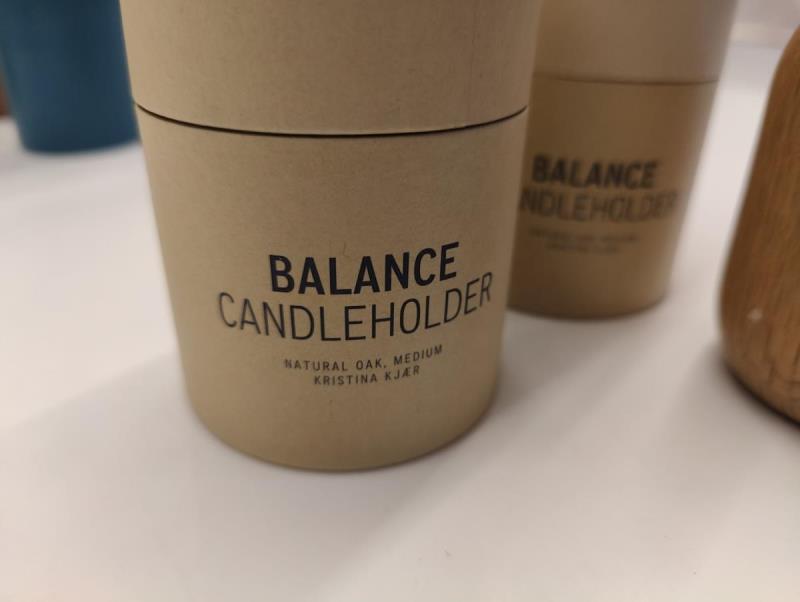 BALANCE
CANDLEHOLDER
NATURAL OAK, MEDIUM
KRISTINA KJÆR
BALANCE
NDLEHOLDER